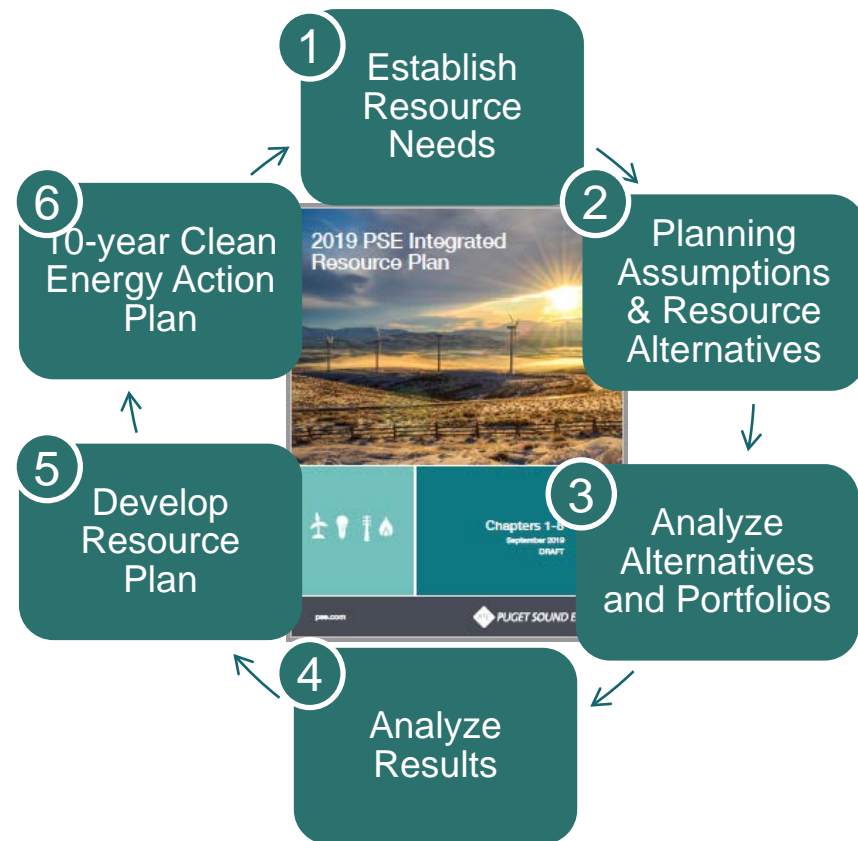 1
Establish
Resource
Needs
2
Planning
Assumptions
& Resource
Alternatives
3
Analyze
Alternatives
and Portfolios
4
Analyze
Results
5
Develop
Resource
Plan
6
10-year Clean
Energy Action
Plan
2019 PSE Integrated
Resource Plan
Chapters 1-8
September 2019
DRAFT
pse.com
PUGET SOUND E